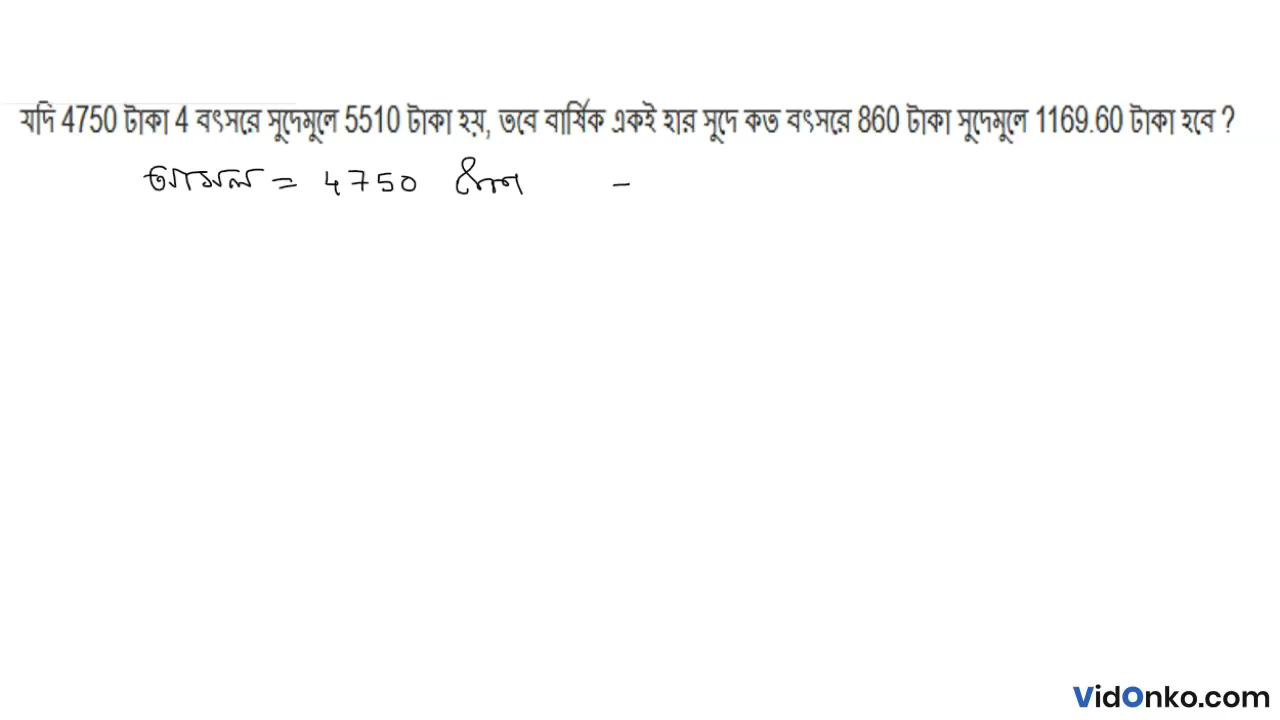 যদি 4750 টাকা 4 বৎসরে সুদেমুলে 5510 টাকা হয়, তবে বার্ষিক একই হার সুদে কত বৎসরে 860 টাকা সুদেমুলে 1169.60 টাকা হবে ?
আসল = 4750 টাকা –
VidOnko.com